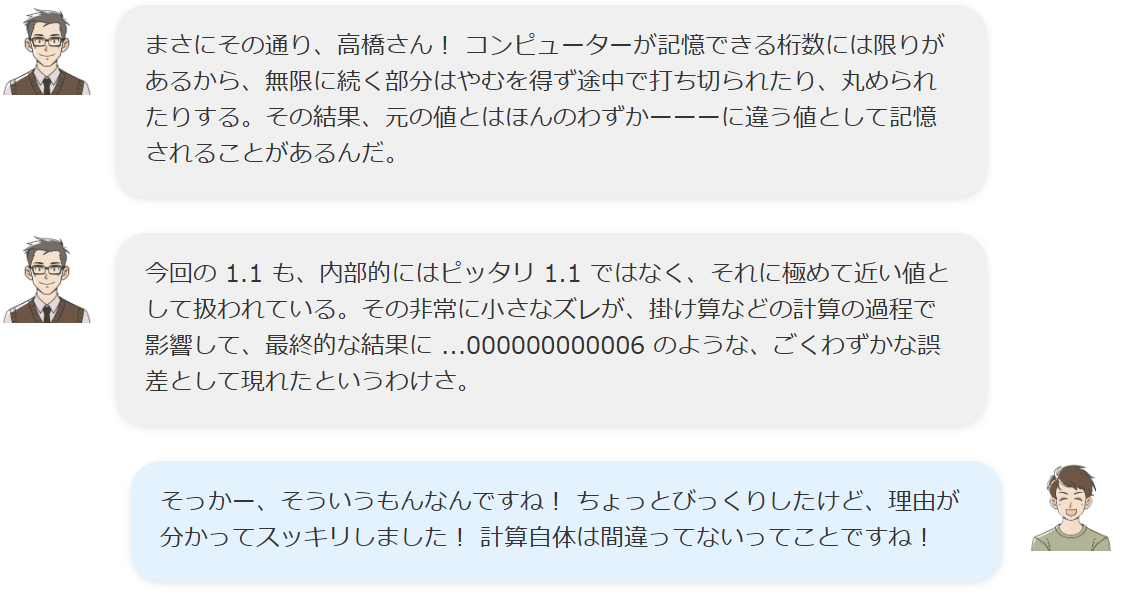 まさにその通り、高橋さん！ コンピューターが記憶できる桁数には限りが
あるから、無限に続く部分はやむを得ず途中で打ち切られたり、丸められ
たりする。その結果、元の値とはほんのわずかーーーに違う値として記憶
されることがあるんだ。
今回の 1.1 も、内部的にはピッタリ 1.1 ではなく、それに極めて近い値と
して扱われている。その非常に小さなズレが、掛け算などの計算の過程で
影響して、最終的な結果に ...000000000006 のような、ごくわずかな誤
差として現れたというわけさ。
そっかー、そういうもんなんですね！ ちょっとびっくりしたけど、理由が
分かってスッキリしました！ 計算自体は間違ってないってことですね！